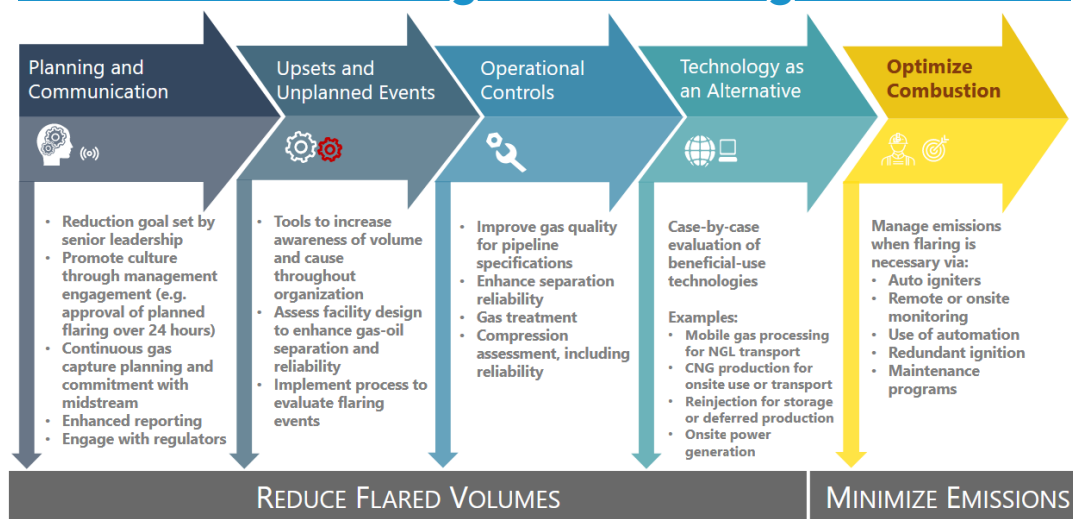 Planning and
Communication
Upsets and
Unplanned Events
Operational
Controls
Technology as
an Alternative
Optimize
Combustion
• Reduction goal set by
senior leadership
• Promote culture
through management
engagement (e.g.
approval of planned
flaring over 24 hours)
• Continuous gas
capture planning and
commitment with
midstream
• Enhanced reporting
• Engage with regulators
• Tools to increase
awareness of volume
and cause
throughout
organization
• Assess facility design
to enhance gas-oil
separation and
reliability
• Implement process to
evaluate flaring
events
• Improve gas quality
for pipeline
specifications
• Enhance separation
reliability
• Gas treatment
• Compression
assessment, including
reliability
Case-by-case
evaluation of
beneficial-use
technologies
Examples:
• Mobile gas processing
for NGL transport
• CNG production for
onsite use or transport
• Reinjection for storage
or deferred production
• Onsite power
generation
Manage emissions
when flaring is
necessary via:
• Auto igniters
• Remote or onsite
monitoring
• Use of automation
• Redundant ignition
• Maintenance
programs
REDUCE FLARED VOLUMES
MINIMIZE EMISSIONS